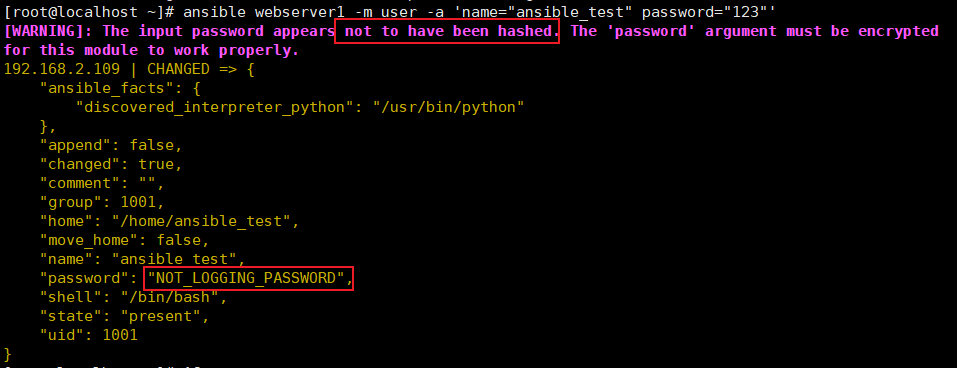 [root@localhost ~]# ansible webserver1 -m user -a 'name="ansible_test" password="123"'
[WARNING]: The input password appears not to have been hashed. The 'password' argument must be encrypted
for this module to work properly.
192.168.2.109 | CHANGED => {
    "ansible_facts": {
        "discovered_interpreter_python": "/usr/bin/python"
    },
    "append": false,
    "changed": true,
    "comment": "",
    "group": 1001,
    "home": "/home/ansible_test",
    "move_home": false,
    "name": "ansible_test",
    "password": "NOT_LOGGING_PASSWORD",
    "shell": "/bin/bash",
    "state": "present",
    "uid": 1001
}